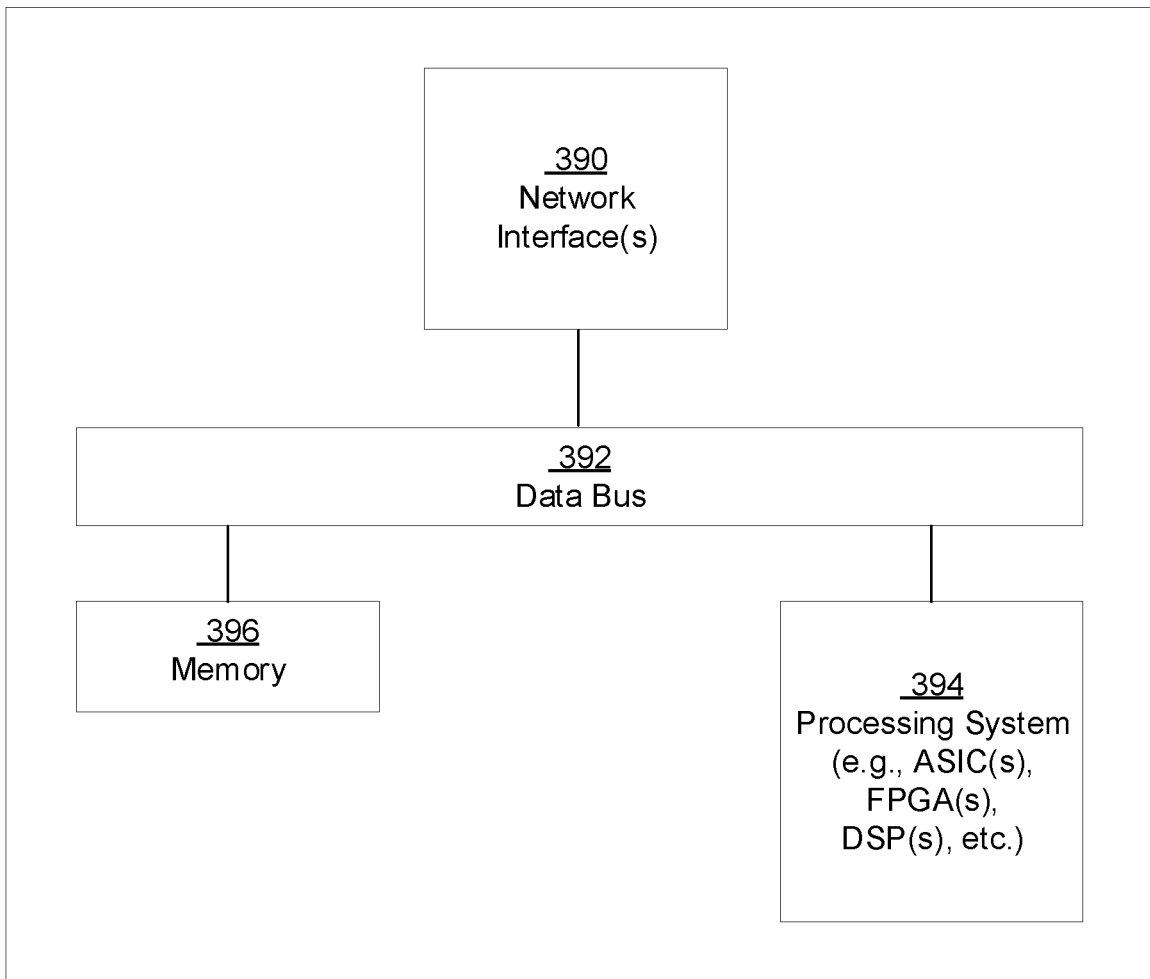 390
Network
Interface(s)
392
Data Bus
396
Memory
394
Processing System
(e.g., ASIC(s),
FPGA(s),
DSP(s), etc.)